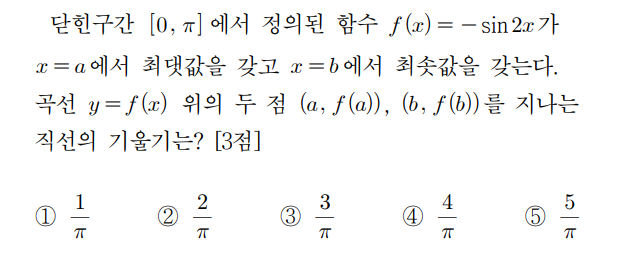 닫힌구간 [0, π]에서 정의된 함수 f(x)=−sin2x가
x=a에서 최댓값을 갖고 x=b에서 최솟값을 갖는다.
곡선 y=f(x) 위의 두 점 (a, f(a)), (b, f(b))를 지나는
직선의 기울기는? [3점]
① 1/π ② 2/π ③ 3/π ④ 4/π ⑤ 5/π